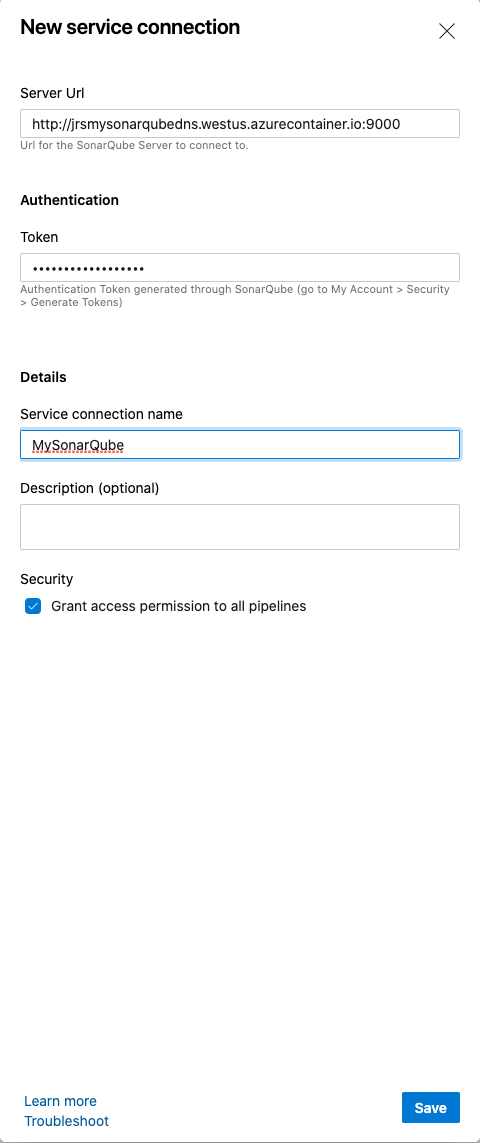 New service connection
Server Url
http://jrsmysonarqubedns.westus.azurecontainer.io:9000
Url for the SonarQube Server to connect to.
Authentication
Token
••••••••••••••••••
Authentication Token generated through SonarQube (go to My Account > Security
> Generate Tokens)
Details
Service connection name
MySonarQube
Description (optional)
Security
Grant access permission to all pipelines
Learn more
Troubleshoot
Save